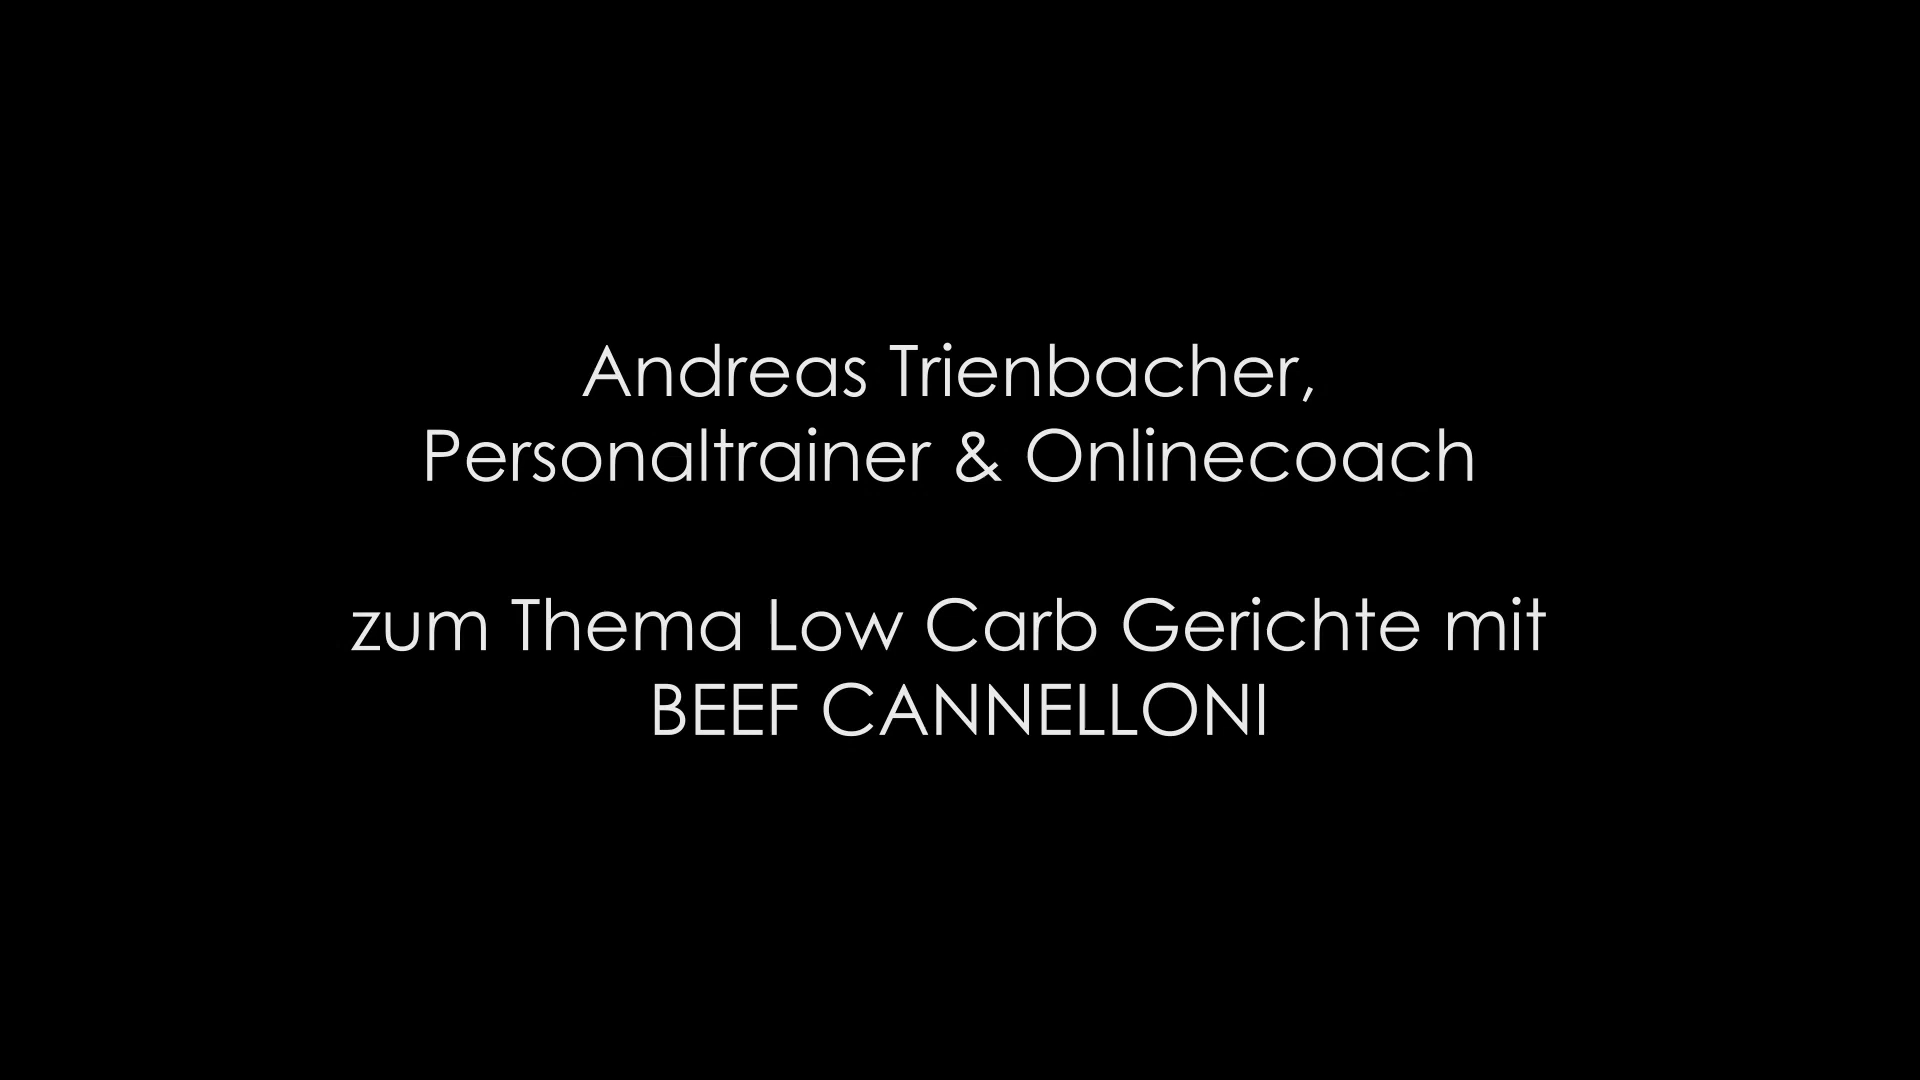 Andreas Trienbacher,
Personaltrainer & Onlinecoach
zum Thema Low Carb Gerichte mit
BEEF CANNELLONI